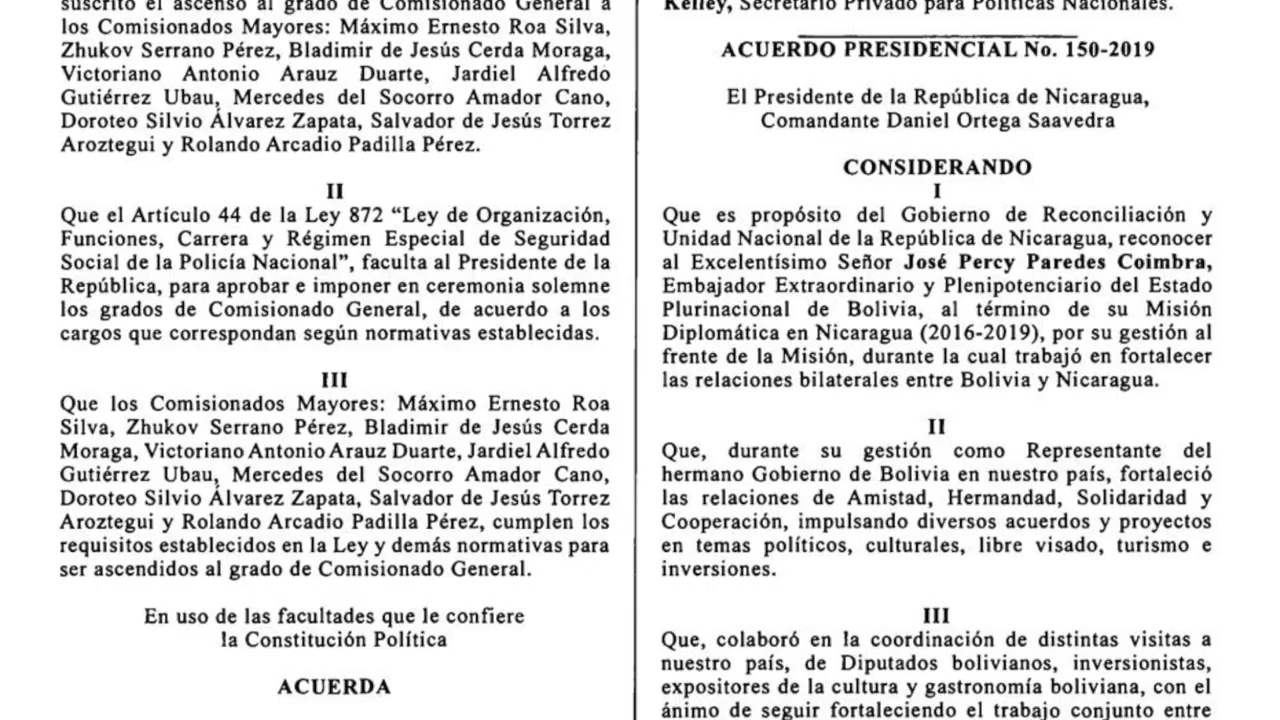 suscrito el ascenso al grado de Comisionado General a
los Comisionados Mayores: Máximo Ernesto Roa Silva,
Zhukov Serrano Pérez, Bladimir de Jesús Cerda Moraga,
Victoriano Antonio Arauz Duarte, Jardiel Alfredo
Gutiérrez Ubau, Mercedes del Socorro Amador Cano,
Doroteo Silvio Álvarez Zapata, Salvador de Jesús Torrez
Aroztegui y Rolando Arcadio Padilla Pérez.
II
Que el Artículo 44 de la Ley 872 “Ley de Organización,
Funciones, Carrera y Régimen Especial de Seguridad
Social de la Policía Nacional”, faculta al Presidente de la
República, para aprobar e imponer en ceremonia solemne
los grados de Comisionado General, de acuerdo a los
cargos que correspondan según normativas establecidas.
III
Que los Comisionados Mayores: Máximo Ernesto Roa
Silva, Zhukov Serrano Pérez, Bladimir de Jesús Cerda
Moraga, Victoriano Antonio Arauz Duarte, Jardiel Alfredo
Gutiérrez Ubau, Mercedes del Socorro Amador Cano,
Doroteo Silvio Álvarez Zapata, Salvador de Jesús Torrez
Aroztegui y Rolando Arcadio Padilla Pérez, cumplen los
requisitos establecidos en la Ley y demás normativas para
ser ascendidos al grado de Comisionado General.
En uso de las facultades que le confiere
la Constitución Política
ACUERDA
Kelley, Secretario Privado para Políticas Nacionales.
ACUERDO PRESIDENCIAL No. 150-2019
El Presidente de la República de Nicaragua,
Comandante Daniel Ortega Saavedra
CONSIDERANDO
I
Que es propósito del Gobierno de Reconciliación y
Unidad Nacional de la República de Nicaragua, reconocer
al Excelentísimo Señor José Percy Paredes Coimbra,
Embajador Extraordinario y Plenipotenciario del Estado
Plurinacional de Bolivia, al término de su Misión
Diplomática en Nicaragua (2016-2019), por su gestión al
frente de la Misión, durante la cual trabajó en fortalecer
las relaciones bilaterales entre Bolivia y Nicaragua.
II
Que, durante su gestión como Representante del
hermano Gobierno de Bolivia en nuestro país, fortaleció
las relaciones de Amistad, Hermandad, Solidaridad y
Cooperación, impulsando diversos acuerdos y proyectos
en temas políticos, culturales, libre visado, turismo e
inversiones.
III
Que, colaboró en la coordinación de distintas visitas a
nuestro país, de Diputados bolivianos, inversionistas,
expositores de la cultura y gastronomía boliviana, con el
ánimo de seguir fortaleciendo el trabajo conjunto entre